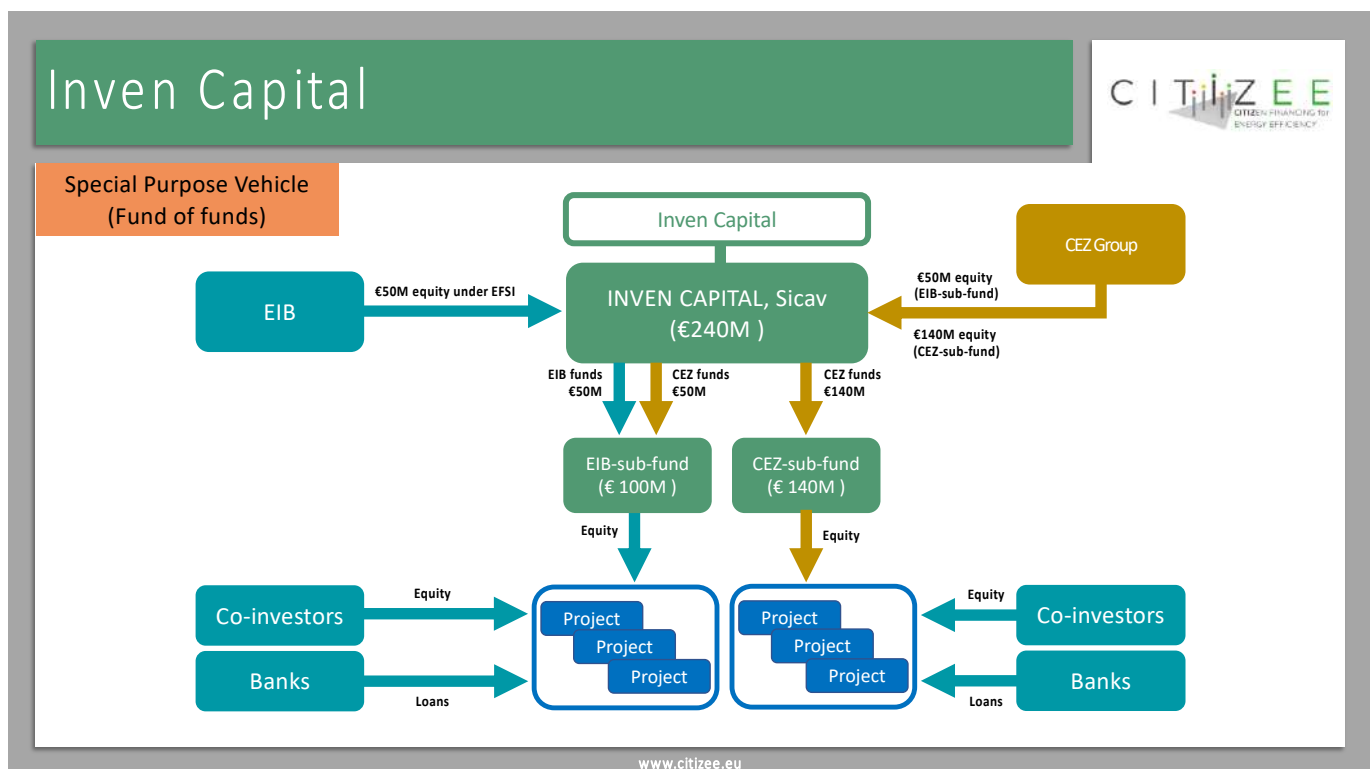 Inven Capital
C I T i i Z E E
CITIZEN FINANCING for
ENERGY EFFICIENCY
Special Purpose Vehicle
(Fund of funds)
Inven Capital
CEZ Group
EIB
€50M equity under EFSI
INVEN CAPITAL, Sicav
(€240M )
€50M equity
(EIB-sub-fund)
€140M equity
(CEZ-sub-fund)
EIB funds
€50M
CEZ funds
€50M
CEZ funds
€140M
EIB-sub-fund
(€ 100M )
CEZ-sub-fund
(€ 140M )
Equity
Equity
Co-investors
Equity
Project
Project
Project
Banks
Loans
Project
Project
Project
Equity
Co-investors
Loans
Banks
www.citizee.eu